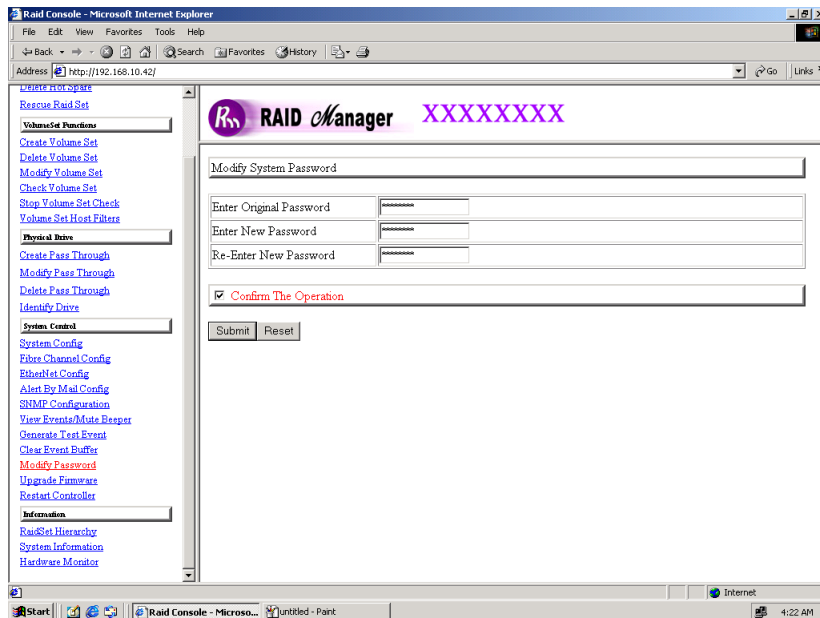 Raid Console - Microsoft Internet Explorer
File Edit View Favorites Tools Help
Back Search Favorites History
Address http://192.168.10.42/ Go Links
Delete Hot Spare
Rescue Raid Set
VolumeSet Functions
Create Volume Set
Delete Volume Set
Modify Volume Set
Check Volume Set
Stop Volume Set Check
Volume Set Host Filters
Physical Drive
Create Pass Through
Modify Pass Through
Delete Pass Through
Identify Drive
System Control
System Config
Fibre Channel Config
EtherNet Config
Alert By Mail Config
SNMP Configuration
View Events/Mute Beeper
Generate Test Event
Clear Event Buffer
Modify Password
Upgrade Firmware
Restart Controller
Information
RaidSet Hierarchy
System Information
Hardware Monitor
RAID Manager XXXXXXXX
Modify System Password
Enter Original Password ********
Enter New Password ********
Re-Enter New Password ********
Confirm The Operation
Submit Reset
Internet
Start Raid Console - Microso... untitled - Paint 4:22 AM